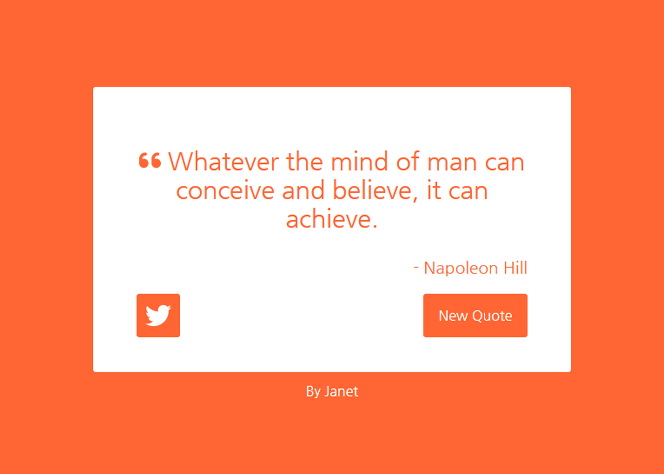 “ Whatever the mind of man can
conceive and believe, it can
achieve.
- Napoleon Hill
New Quote
By Janet